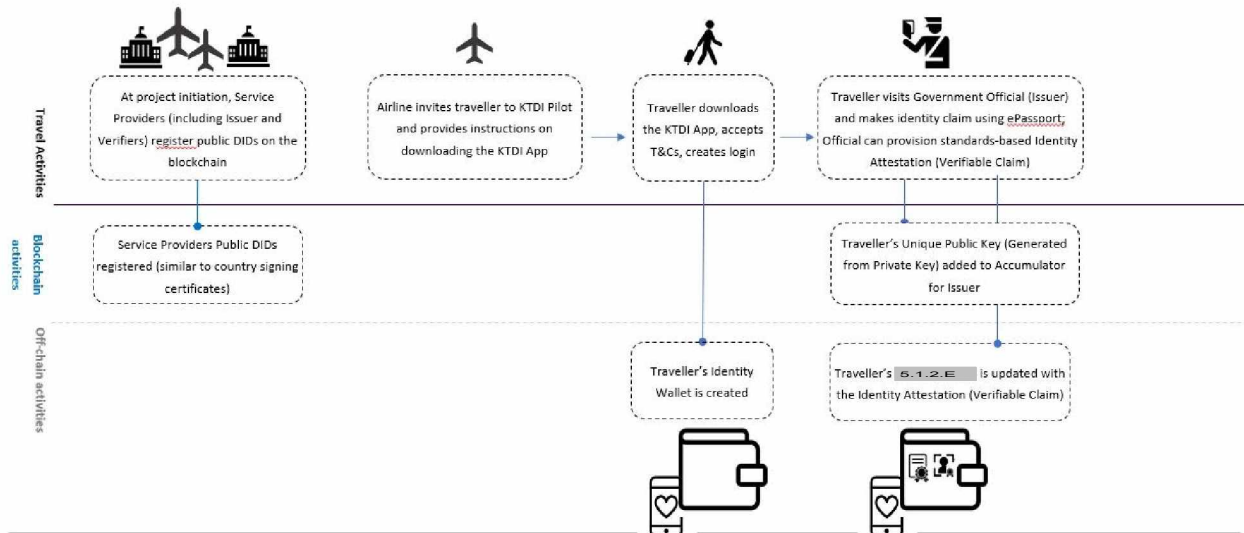 Travel Activities
At project initiation, Service
Providers (including Issuer and
Verifiers) register public DIDs on the
blockchain
Airline invites traveller to KTDI Pilot
and provides instructions on
downloading the KTDI App
Traveller downloads
the KTDI App, accepts
T&Cs, creates login
Traveller visits Government Official (Issuer)
and makes identity claim using ePassport;
Official can provision standards-based Identity
Attestation (Verifiable Claim)
Blockchain
activities
Service Providers Public DIDs
registered (similar to country signing
certificates)
Traveller's Unique Public Key (Generated
from Private Key) added to Accumulator
for Issuer
Off-chain activities
Traveller's Identity
Wallet is created
Traveller's 5.1.2.E is updated with
the Identity Attestation (Verifiable Claim)